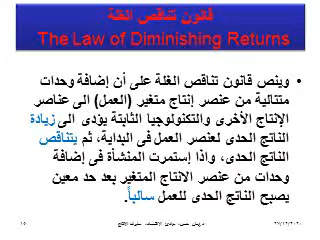 قانون تناقص الغلة
The Law of Diminishing Returns
• وينص قانون تناقص الغلة على أن إضافة وحدات
متتالية من عنصر إنتاج متغير (العمل) الى عناصر
الإنتاج الأخرى والتكنولوجيا الثابتة يؤدى الى زيادة
الناتج الحدى لعنصر العمل فى البداية، ثم يتناقص
الناتج الحدى، واذا إستمرت المنشأة فى إضافة
وحدات من عنصر الانتاج المتغير بعد حد معين
يصبح الناتج الحدى للعمل سالباً.
١٥